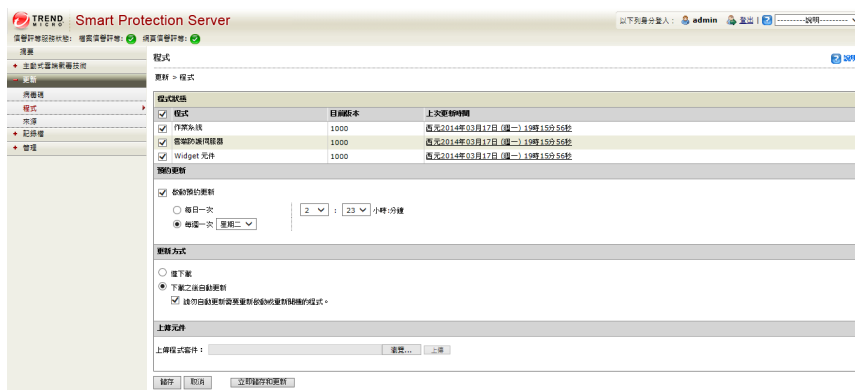 TREND MICRO Smart Protection Server 以下列身分登入： admin 登出 | ? ---------說明---------
信譽評等服務狀態: 檔案信譽評等: 網頁信譽評等:
摘要
+ 主動式雲端截毒技術
- 更新
病毒碼
程式
來源
+ 記錄檔
+ 管理
程式 ? 說明
更新 > 程式
程式狀態
程式 目前版本 上次更新時間
作業系統 1000 西元2014年03月17日 (週一) 19時15分56秒
雲端防護伺服器 1000 西元2014年03月17日 (週一) 19時15分56秒
Widget 元件 1000 西元2014年03月17日 (週一) 19時15分56秒
預約更新
啟動預約更新
每日一次 2 : 23 小時:分鐘
每週一次 星期二
更新方式
僅下載
下載之後自動更新
請勿自動更新需要重新啟動或重新開機的程式。
上傳元件
上傳程式套件： 瀏覽... 上傳
儲存 取消 立即儲存和更新